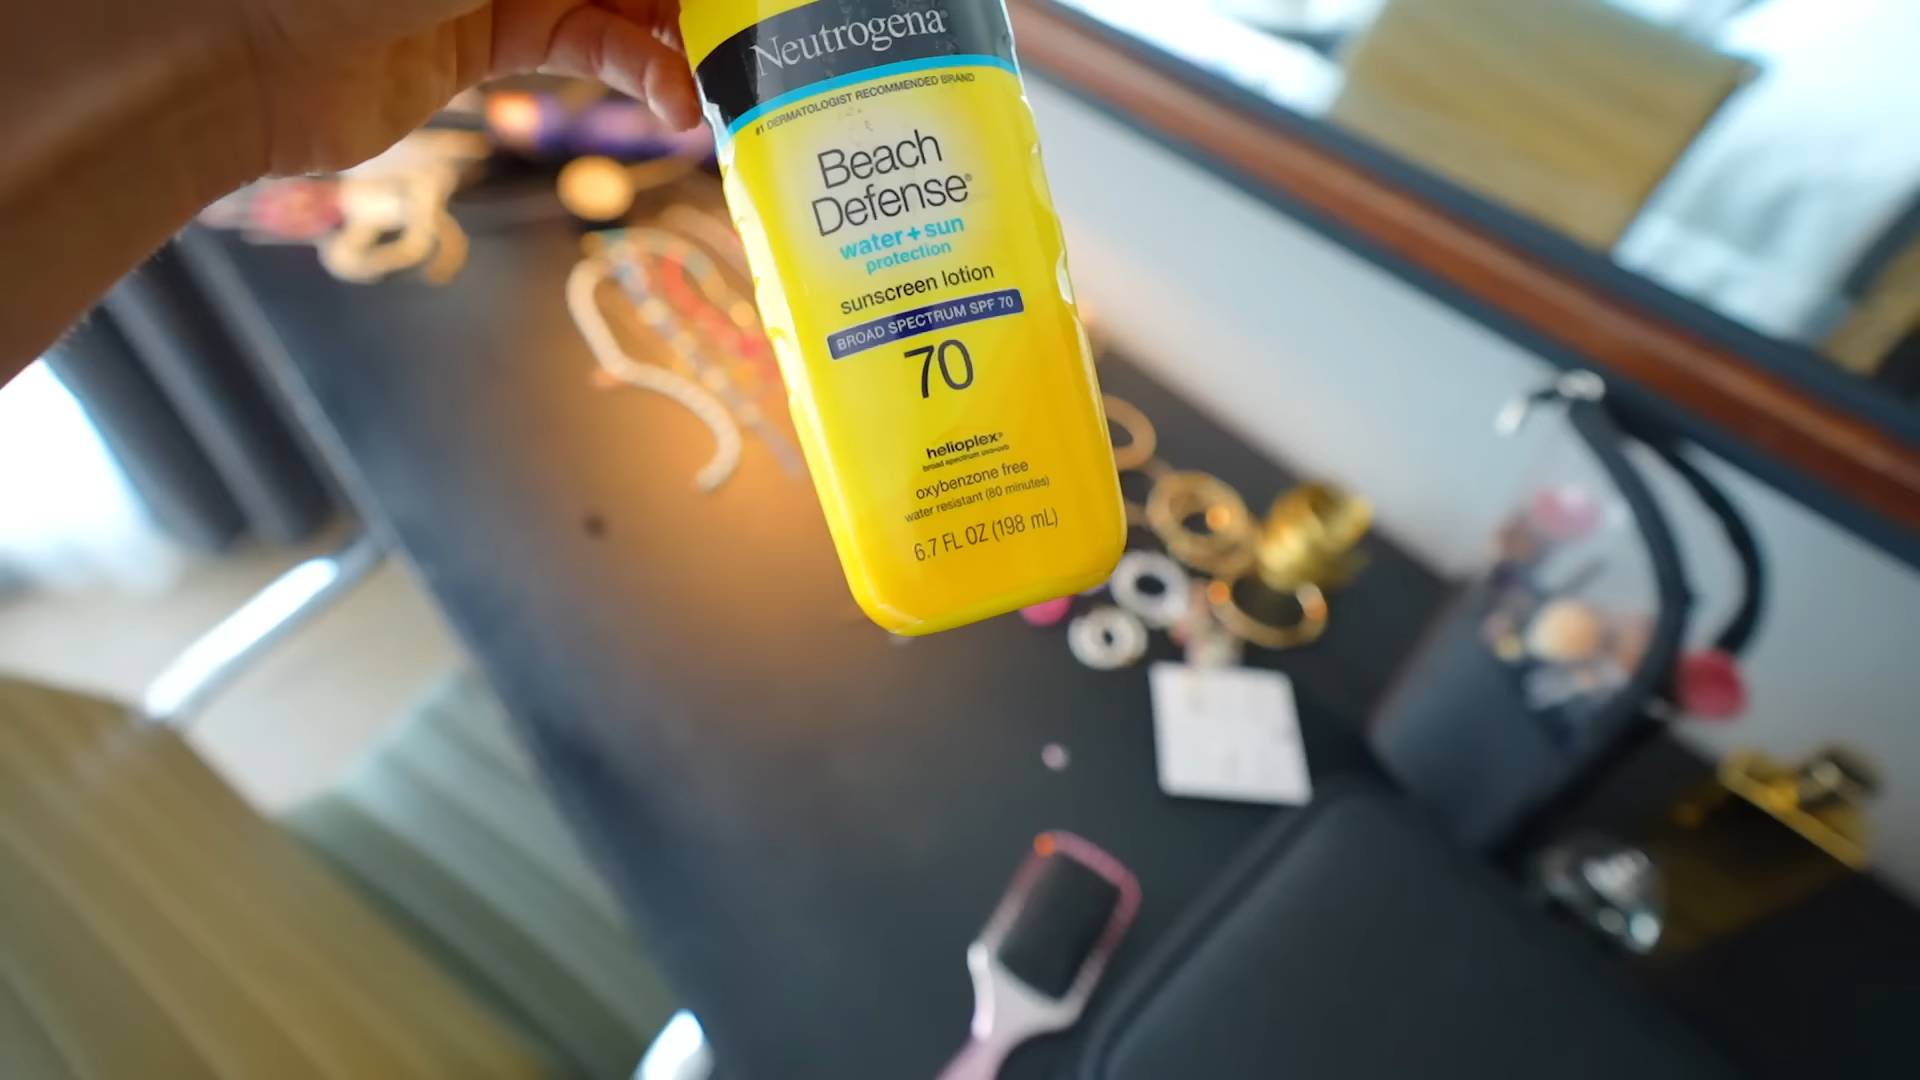 Neutrogena®
#1 DERMATOLOGIST RECOMMENDED BRAND
Beach
Defense®
water + sun
protection
sunscreen lotion
BROAD SPECTRUM SPF 70
70
helioplex®
broad spectrum uva•uvb
oxybenzone free
water resistant (80 minutes)
6.7 FL OZ (198 mL)